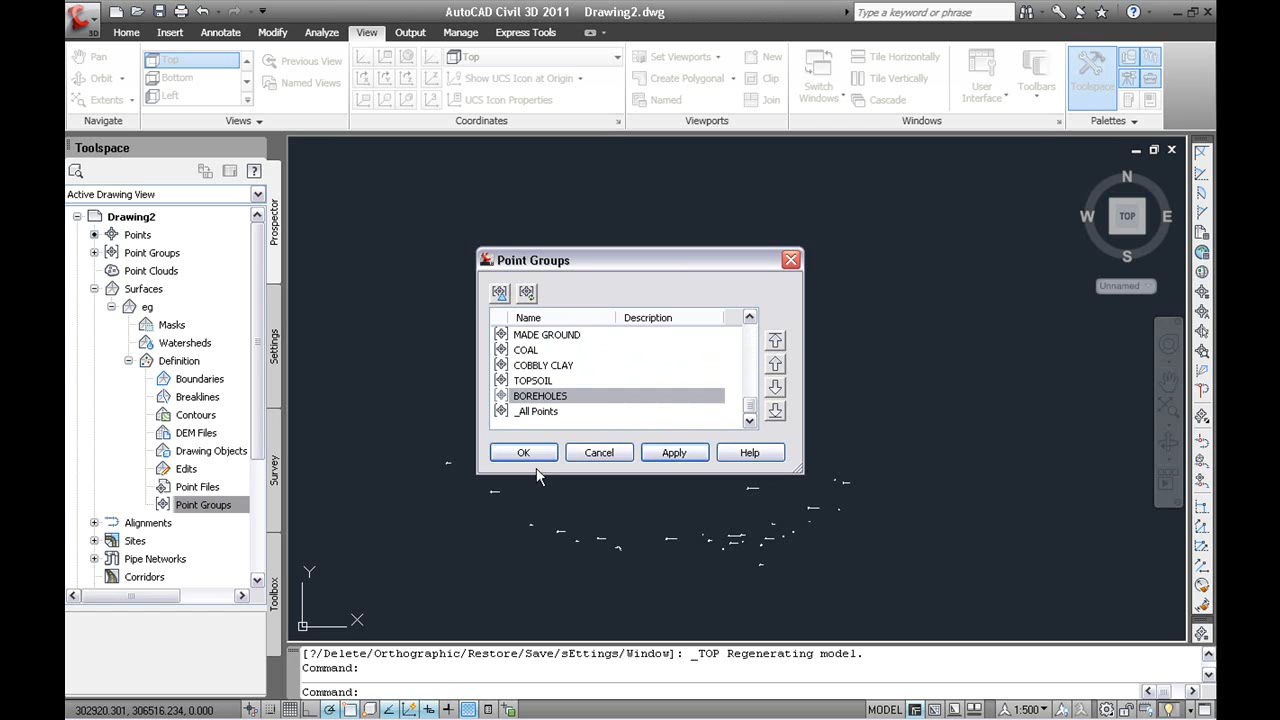 AutoCAD Civil 3D 2011 Drawing2.dwg
Type a keyword or phrase
3D
Home Insert Annotate Modify Analyze View Output Manage Express Tools
Pan Top Previous View Top Set Viewports New Tile Horizontally
Orbit Bottom Named Views Show UCS Icon at Origin Create Polygonal Clip Switch Windows Tile Vertically User Interface Toolbars Toolspace
Extents Left UCS Icon Properties Named Join Cascade
Navigate Views Coordinates Viewports Windows Palettes
Toolspace
Active Drawing View
Drawing2
Points
Point Groups
Point Clouds
Surfaces
eg
Masks
Watersheds
Definition
Boundaries
Breaklines
Contours
DEM Files
Drawing Objects
Edits
Point Files
Point Groups
Alignments
Sites
Pipe Networks
Corridors
Prospector
Settings
Survey
Toolbox
N
W TOP E
S
Unnamed
Point Groups
Name Description
MADE GROUND
COAL
COBBLY CLAY
TOPSOIL
BOREHOLES
_All Points
OK Cancel Apply Help
Y
X
[?/Delete/Orthographic/Restore/Save/sEttings/Window]: _TOP Regenerating model.
Command:
Command:
302920.301, 306516.234, 0.000 MODEL 1:500